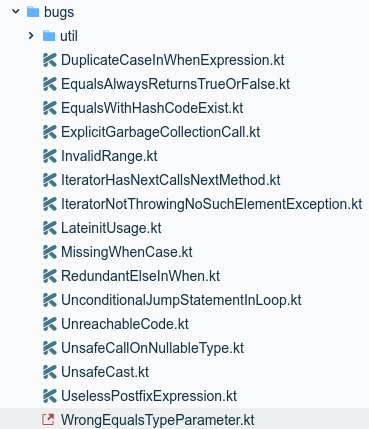 bugs
util
DuplicateCaseInWhenExpression.kt
EqualsAlwaysReturnsTrueOrFalse.kt
EqualsWithHashCodeExist.kt
ExplicitGarbageCollectionCall.kt
InvalidRange.kt
IteratorHasNextCallsNextMethod.kt
IteratorNotThrowingNoSuchElementException.kt
LateinitUsage.kt
MissingWhenCase.kt
RedundantElseInWhen.kt
UnconditionalJumpStatementInLoop.kt
UnreachableCode.kt
UnsafeCallOnNullableType.kt
UnsafeCast.kt
UselessPostfixExpression.kt
WrongEqualsTypeParameter.kt